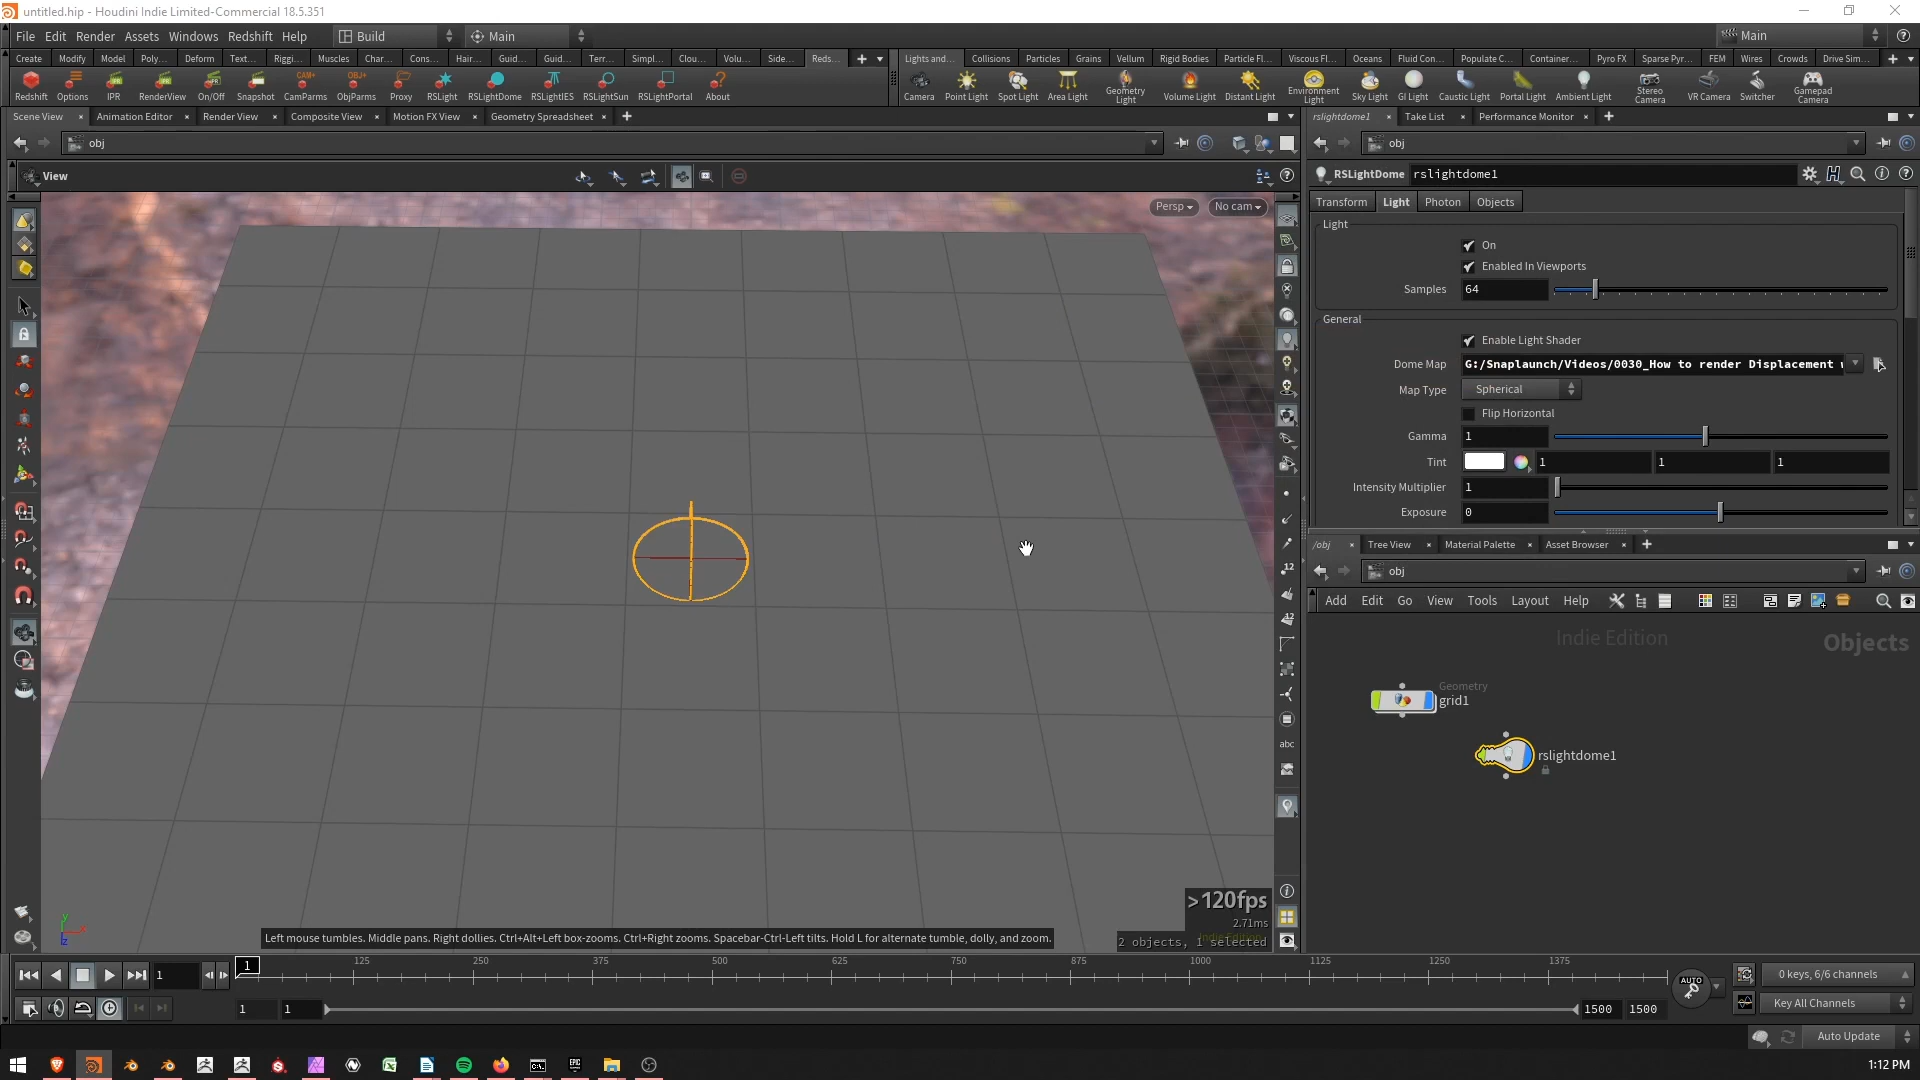 untitled.hip - Houdini Indie Limited-Commercial 18.5.351
File Edit Render Assets Windows Redshift Help Build Main Main
Create Modify Model Poly... Deform Text... Riggi... Muscles Char... Cons... Hair... Guid... Guid... Terr... Simpl... Clou... Volu... Side... Reds...
Lights and... Collisions Particles Grains Vellum Rigid Bodies Particle Fl... Viscous Fl... Oceans Fluid Con... Populate C... Container... Pyro FX Sparse Pyr... FEM Wires Crowds Drive Sim...
Redshift Options IPR RenderView On/Off Snapshot CamParms ObjParms Proxy RSLight RSLightDome RSLightIES RSLightSun RSLightPortal About
Camera Point Light Spot Light Area Light Geometry Light Volume Light Distant Light Environment Light Sky Light GI Light Caustic Light Portal Light Ambient Light Stereo Camera VR Camera Switcher Gamepad Camera
Scene View Animation Editor Render View Composite View Motion FX View Geometry Spreadsheet
rslightdome1 Take List Performance Monitor
obj
obj
View
RSLightDome rslightdome1
Persp No cam
Transform Light Photon Objects
Light
On
Enabled In Viewports
Samples 64
General
Enable Light Shader
Dome Map G:/Snaplaunch/Videos/0030_How to render Displacement
Map Type Spherical
Flip Horizontal
Gamma 1
Tint 1 1 1
Intensity Multiplier 1
Exposure 0
/obj Tree View Material Palette Asset Browser
obj
Add Edit Go View Tools Layout Help
Indie Edition
Objects
Geometry
grid1
rslightdome1
12
12
abc
>120fps
2.71ms
Left mouse tumbles. Middle pans. Right dollies. Ctrl+Alt+Left box-zooms. Ctrl+Right zooms. Spacebar-Ctrl-Left tilts. Hold L for alternate tumble, dolly, and zoom.
2 objects, 1 selected
y
x
z
1 1 125 250 375 500 625 750 875 1000 1125 1250 1375
AUTO
0 keys, 6/6 channels
1 1 1500 1500
Key All Channels
Auto Update
1:12 PM